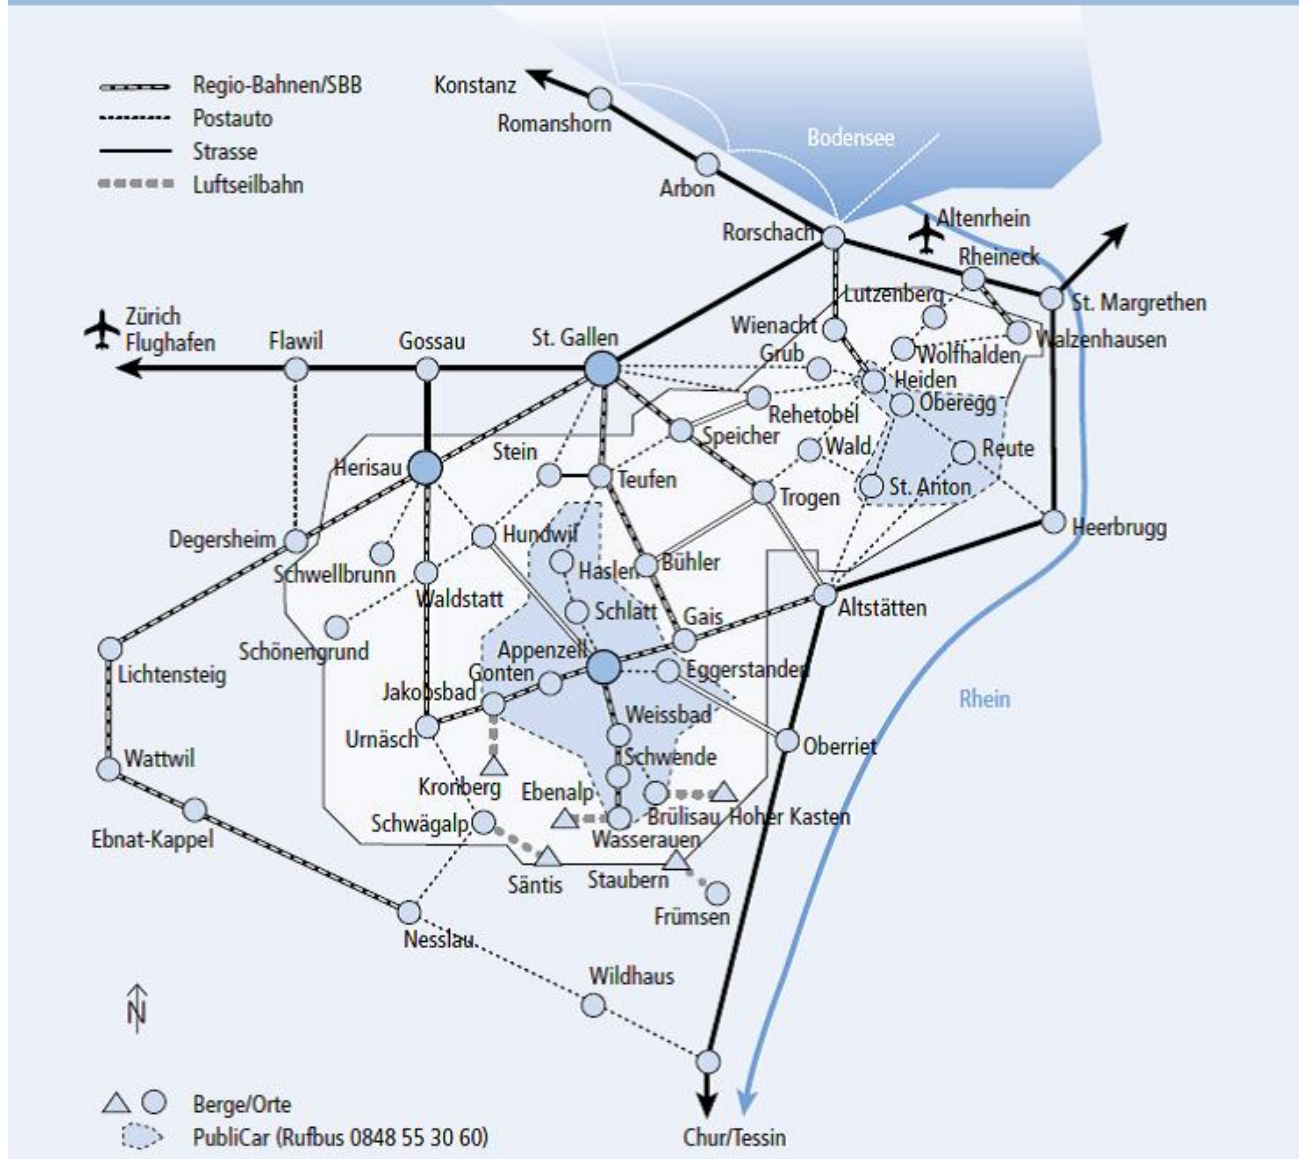 Regio-Bahnen/SBB
Postauto
Strasse
Luftseilbahn
Konstanz
Romanshorn
Bodensee
Arbon
Rorschach
Altenrhein
Rheineck
Lutzenberg
St. Margrethen
Zürich
Flughafen
Flawil
Gossau
St. Gallen
Wienacht
Walzenhausen
Grub
Wolfhalden
Heiden
Rehetobel
Oberegg
Stein
Speicher
Wald
Reute
Herisau
Teufen
Trogen
St. Anton
Degersheim
Hundwil
Heerbrugg
Schwellbrunn
Haslen
Bühler
Waldstatt
Schlatt
Gais
Altstätten
Schönengrund
Appenzell
Lichtensteig
Gonten
Eggerstanden
Jakobsbad
Rhein
Weissbad
Urnäsch
Oberriet
Wattwil
Schwende
Kronberg
Ebenalp
Brülisau
Hoher Kasten
Schwägalp
Ebnat-Kappel
Wasserauen
Säntis
Staubern
Frümsen
Nesslau
Wildhaus
N
Berge/Orte
PubliCar (Rufbus 0848 55 30 60)
Chur/Tessin